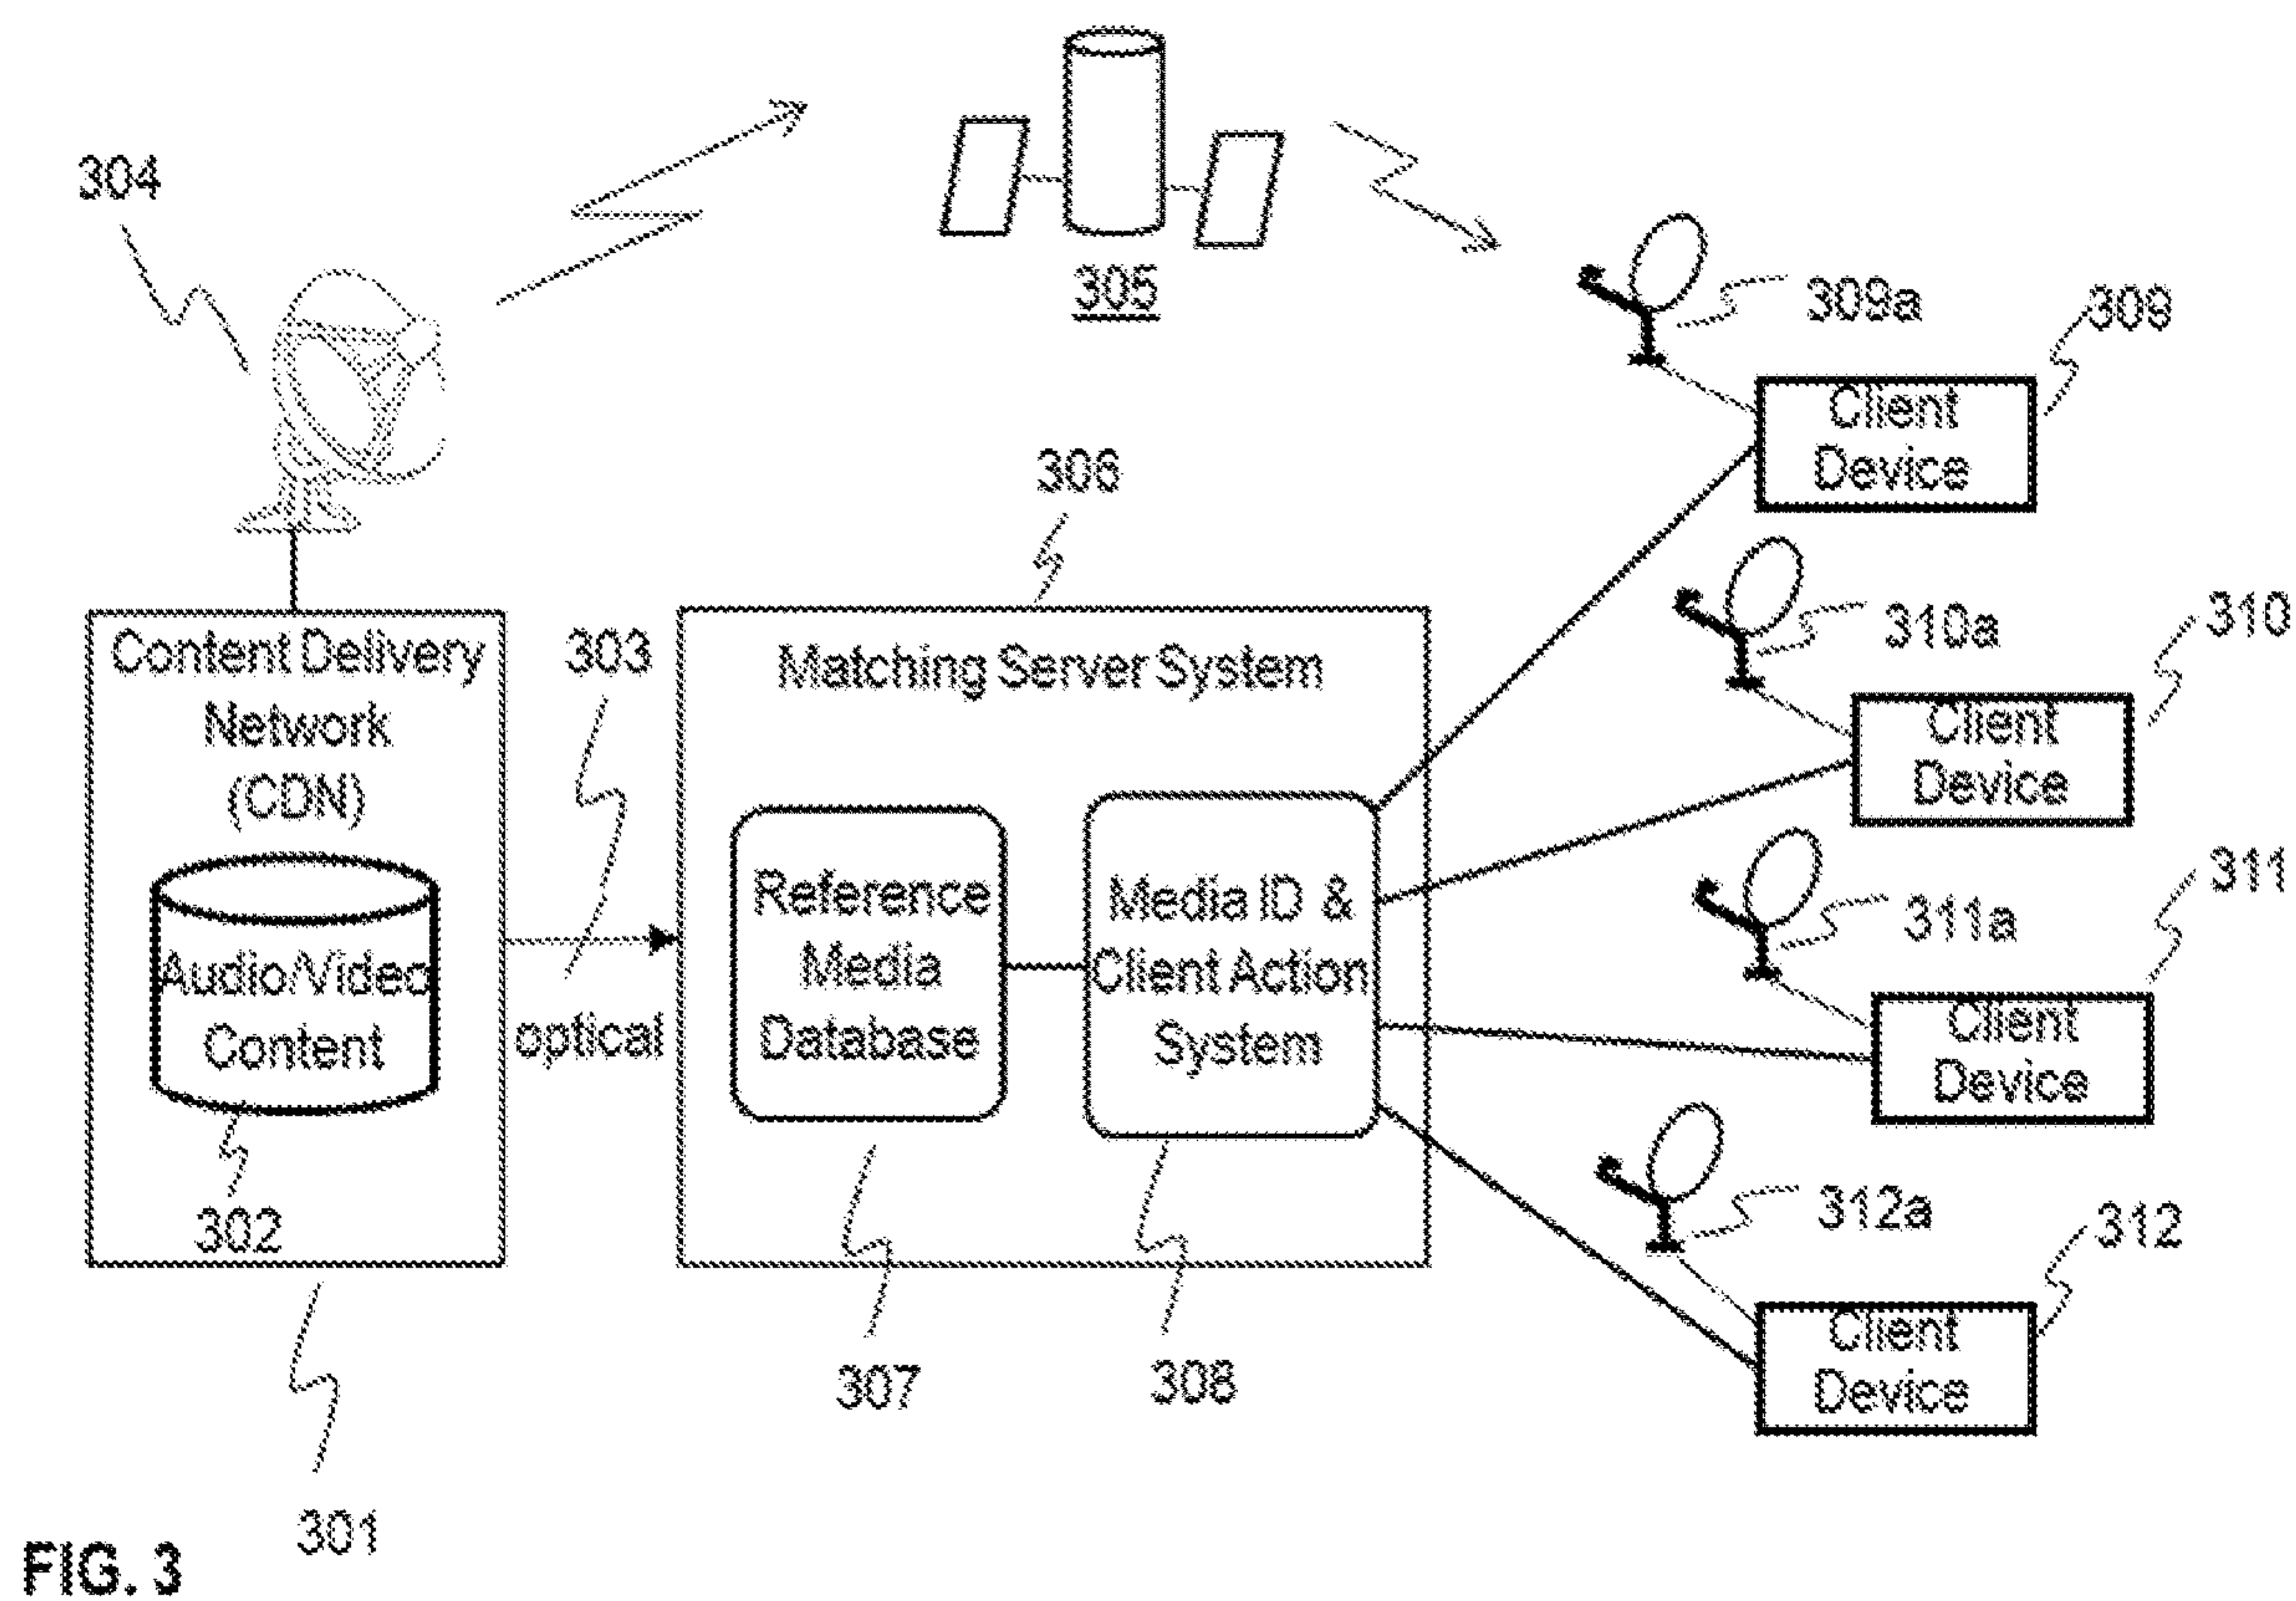 304
305
309a
309
Client
Device
306
310a
310
Client
Device
Content Delivery
Network
(CDN)
303
Matching Server System
Audio/Video
Content
optical
Reference
Media
Database
Media ID &
Client Action
System
311a
311
Client
Device
302
312a
312
Client
Device
307
308
301
FIG. 3